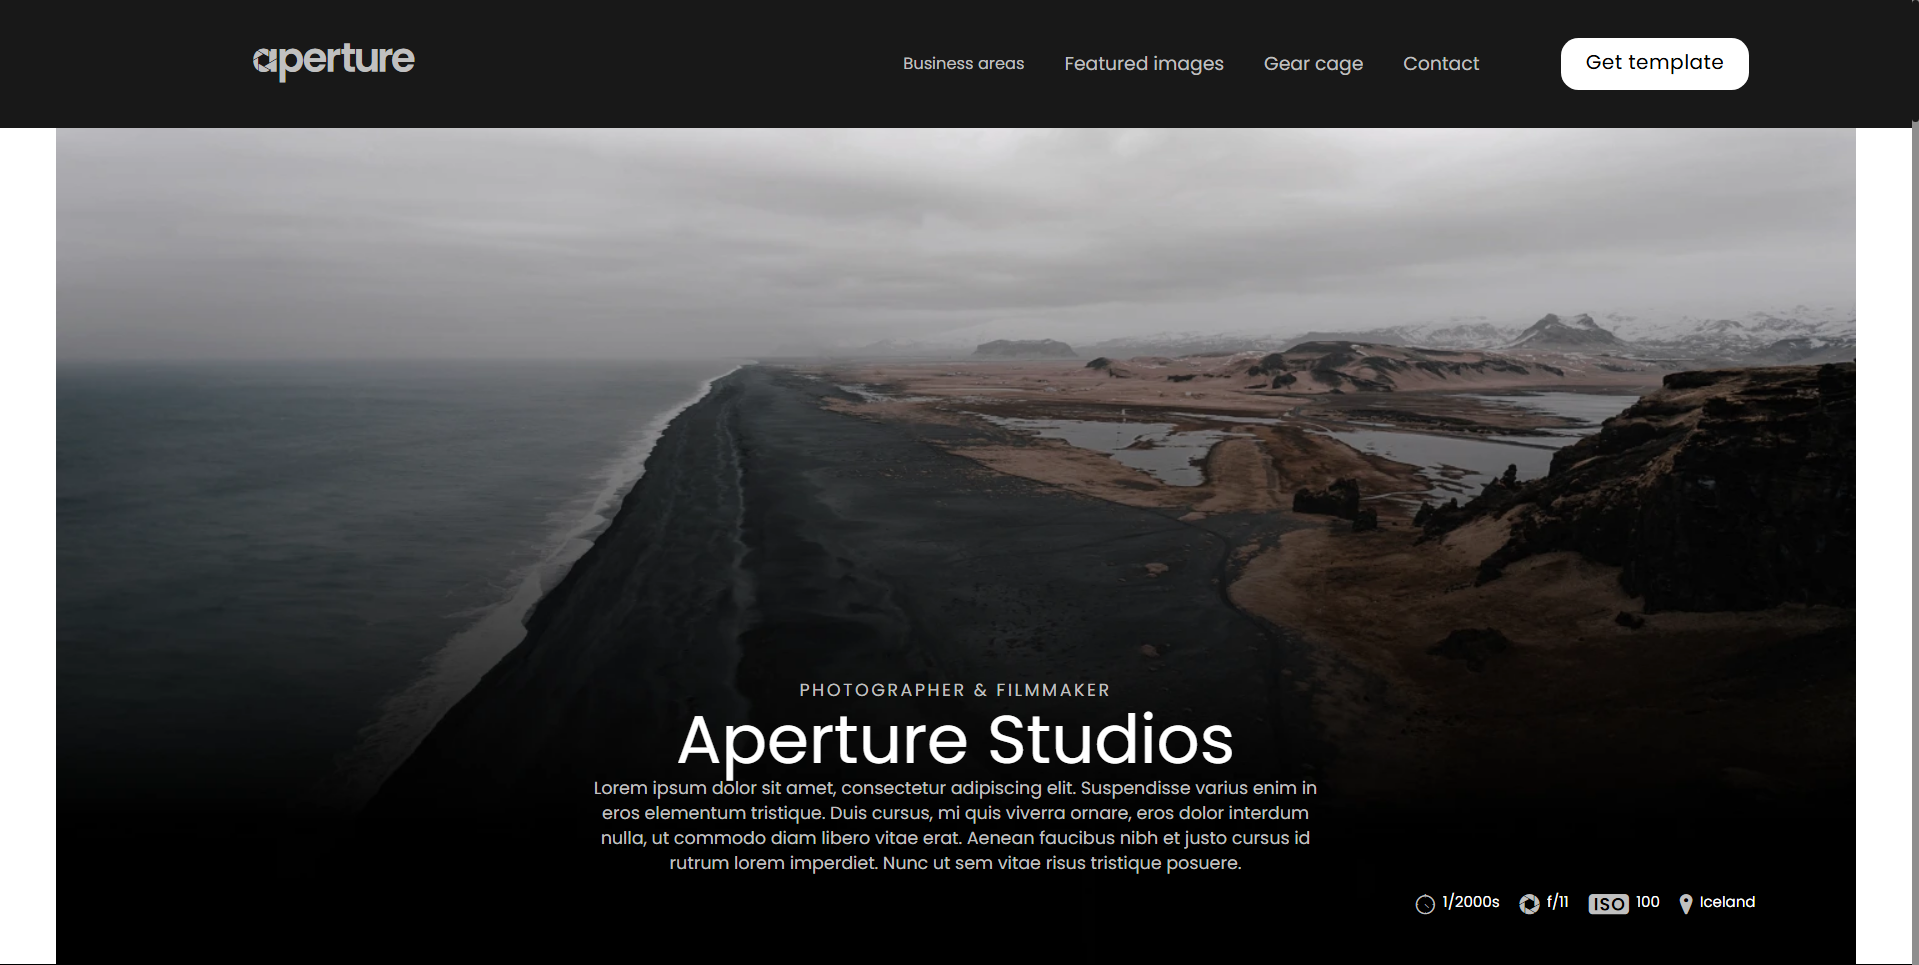 aperture
Business areas
Featured images
Gear cage
Contact
Get template
PHOTOGRAPHER & FILMMAKER
Aperture Studios
Lorem ipsum dolor sit amet, consectetur adipiscing elit. Suspendisse varius enim in
eros elementum tristique. Duis cursus, mi quis viverra ornare, eros dolor interdum
nulla, ut commodo diam libero vitae erat. Aenean faucibus nibh et justo cursus id
rutrum lorem imperdiet. Nunc ut sem vitae risus tristique posuere.
1/2000s
f/11
ISO 100
Iceland